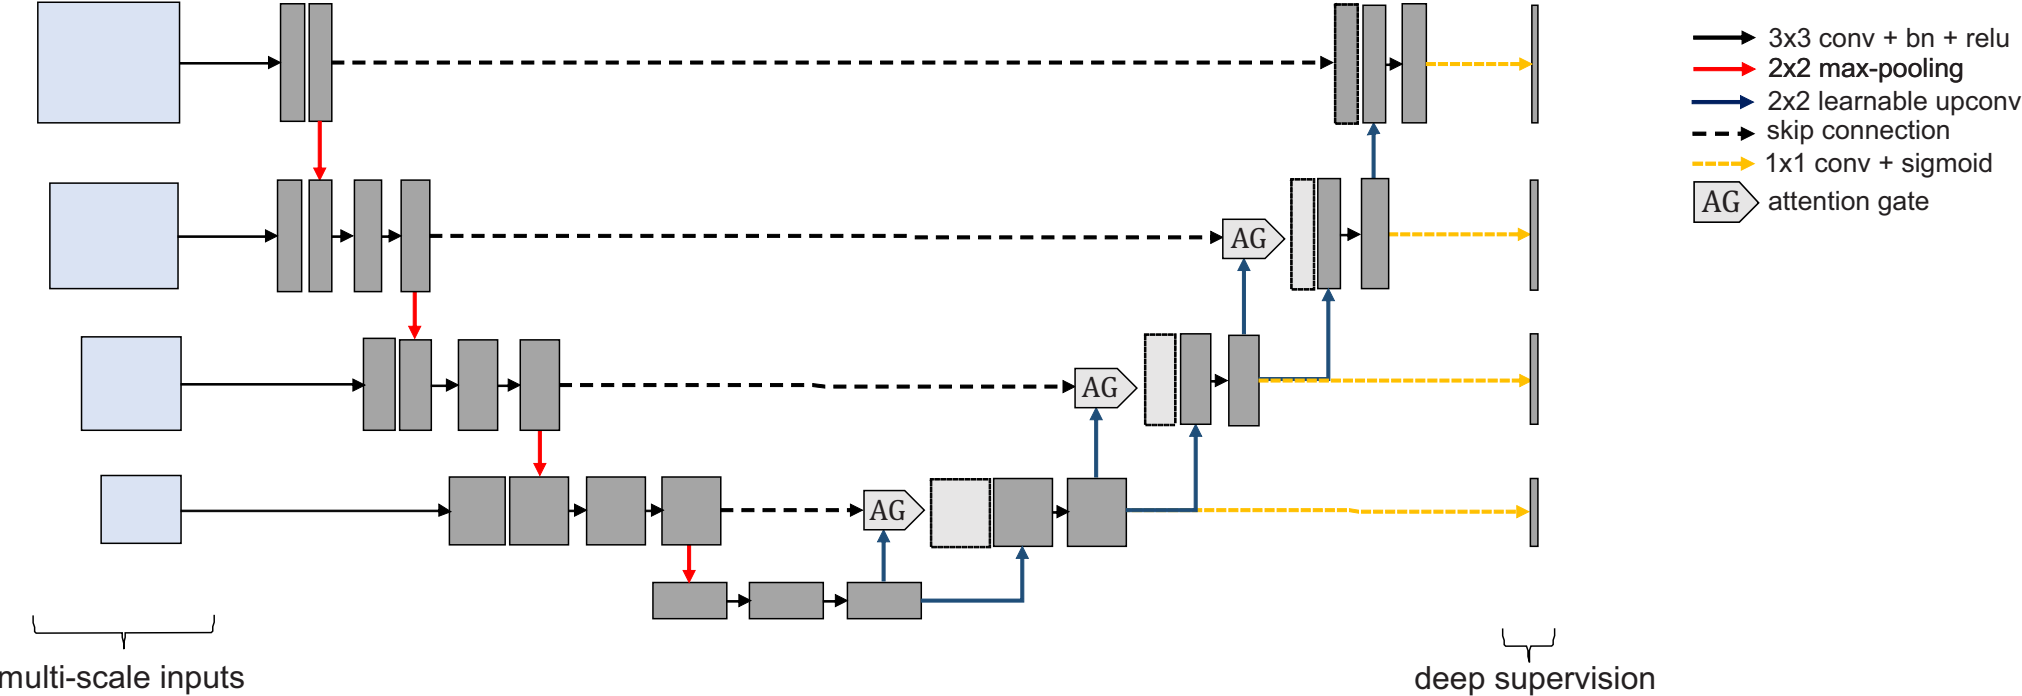 3x3 conv + bn + relu
2x2 max-pooling
2x2 learnable upconv
skip connection
1x1 conv + sigmoid
AG attention gate
AG
AG
AG
multi-scale inputs
deep supervision